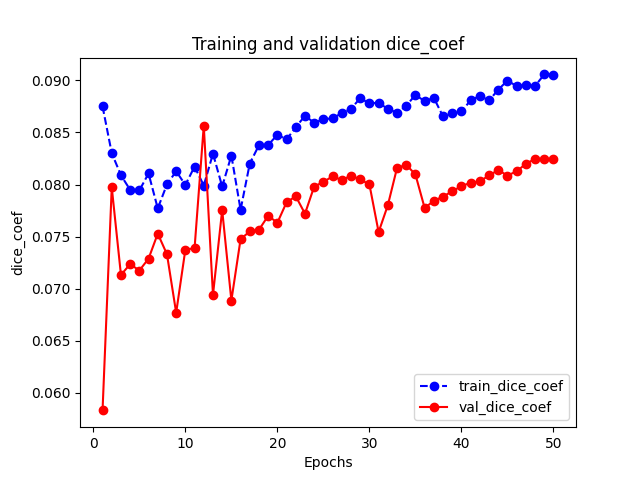 Training and validation dice_coef
dice_coef
0.090
0.085
0.080
0.075
0.070
0.065
0.060
0
10
20
30
40
50
Epochs
train_dice_coef
val_dice_coef